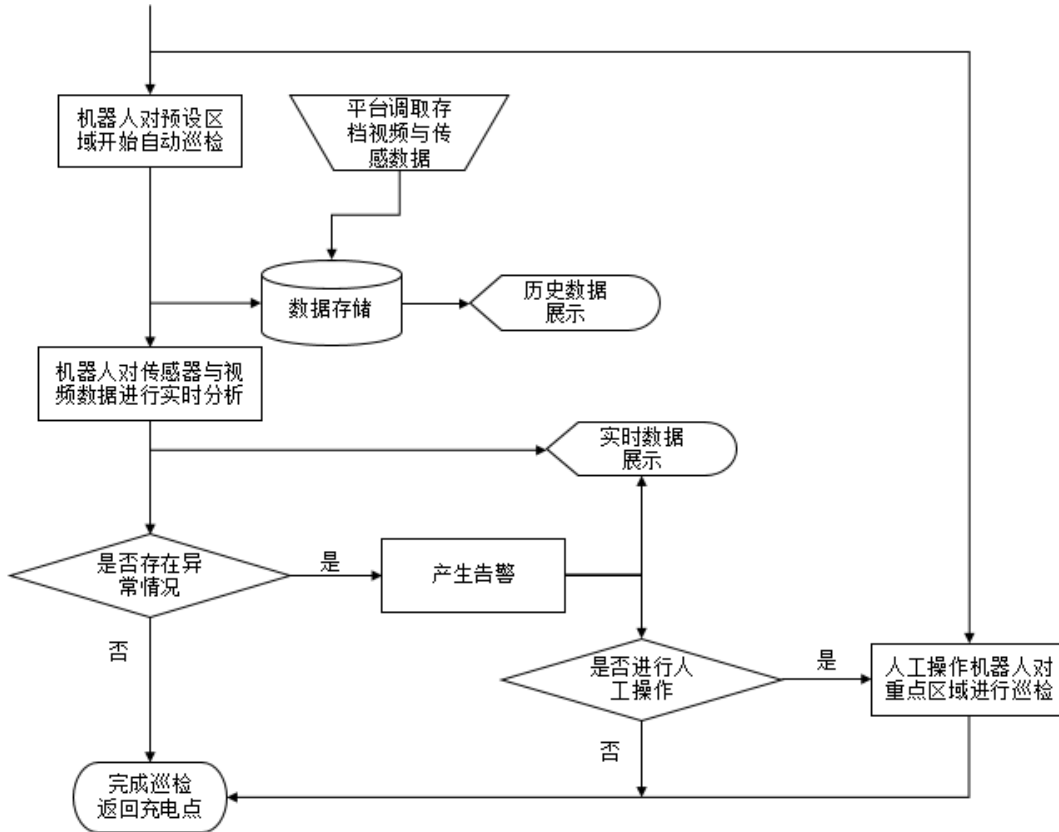 机器人对预设区
域开始自动巡检
平台调取存
档视频与传
感数据
数据存储
历史数据
展示
机器人对传感器与视
频数据进行实时分析
实时数据
展示
是否存在异
常情况
是
产生告警
否
是否进行人
工操作
是
人工操作机器人对
重点区域进行巡检
否
完成巡检
返回充电点